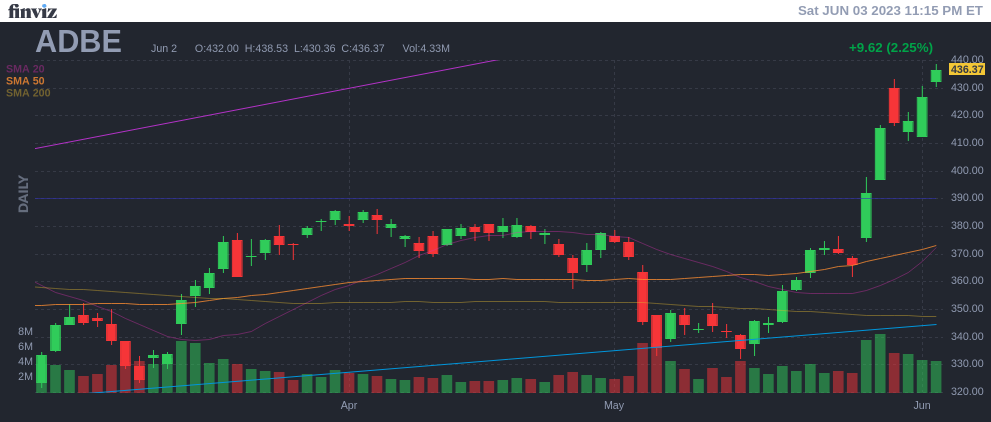 finviz
Sat JUN 03 2023 11:15 PM ET
ADBE
Jun 2 O:432.00 H:438.53 L:430.36 C:436.37 Vol:4.33M
+9.62 (2.25%)
SMA 20
SMA 50
SMA 200
DAILY
440.00
436.37
430.00
420.00
410.00
400.00
390.00
380.00
370.00
360.00
350.00
340.00
330.00
320.00
8M
6M
4M
2M
Apr
May
Jun